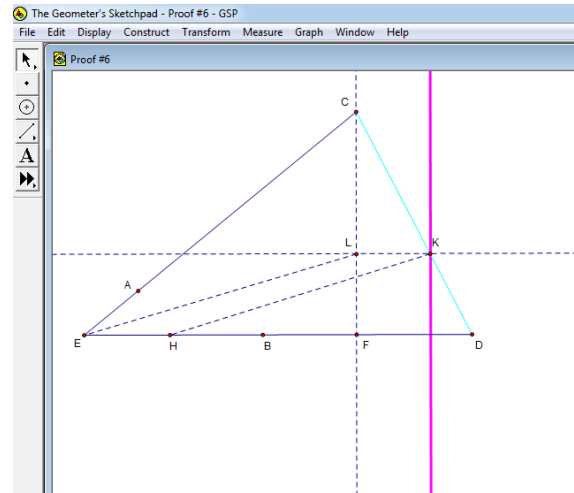 The Geometer's Sketchpad - Proof #6 - GSP
File Edit Display Construct Transform Measure Graph Window Help
Proof #6
A
C
L K
A
E H B F D